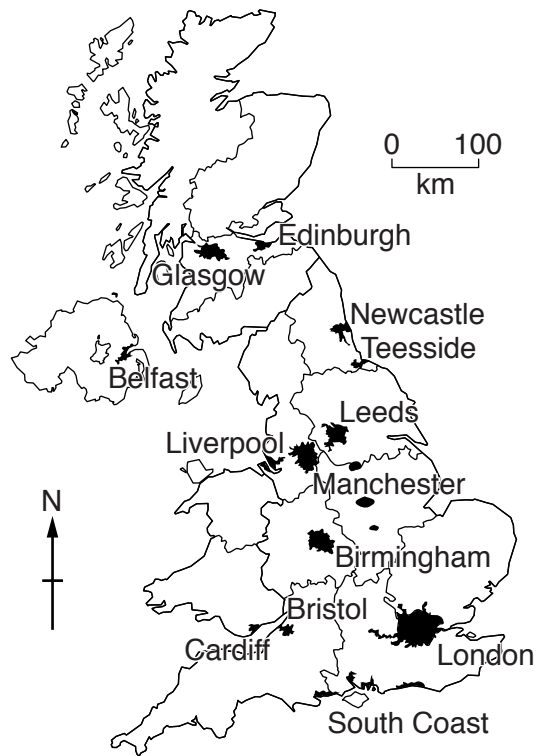 0 100
km
Edinburgh
Glasgow
Newcastle
Teesside
Belfast
Leeds
Liverpool
Manchester
N
Birmingham
Bristol
Cardiff
London
South Coast